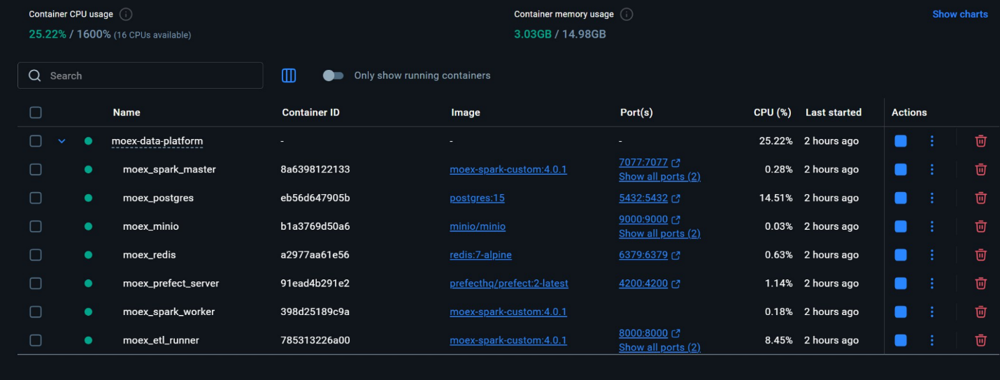 Container CPU usage
25.22% / 1600% (16 CPUs available)
Container memory usage
3.03GB / 14.98GB
Show charts
Search
Only show running containers
Name Container ID Image Port(s) CPU (%) Last started Actions
moex-data-platform - - - 25.22% 2 hours ago
moex_spark_master 8a6398122133 moex-spark-custom:4.0.1 7077:7077 0.28% 2 hours ago
Show all ports (2)
moex_postgres eb56d647905b postgres:15 5432:5432 14.51% 2 hours ago
moex_minio b1a3769d50a6 minio/minio 9000:9000 0.03% 2 hours ago
Show all ports (2)
moex_redis a2977aa61e56 redis:7-alpine 6379:6379 0.63% 2 hours ago
moex_prefect_server 91ead4b291e2 prefecthq/prefect:2-latest 4200:4200 1.14% 2 hours ago
moex_spark_worker 398d25189c9a moex-spark-custom:4.0.1 0.18% 2 hours ago
moex_etl_runner 785313226a00 moex-spark-custom:4.0.1 8000:8000 8.45% 2 hours ago
Show all ports (2)